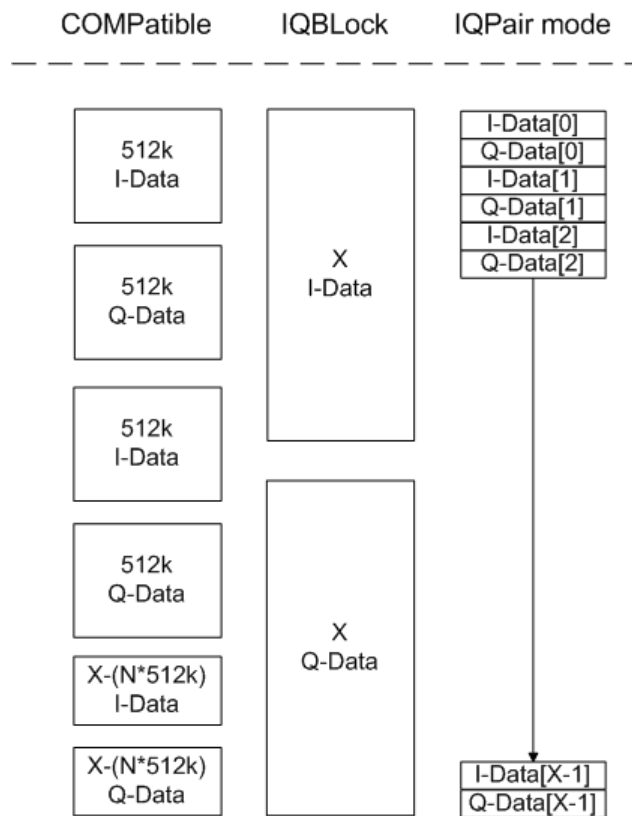 COMPatible IQBLock IQPair mode
512k
I-Data
512k
Q-Data
512k
I-Data
512k
Q-Data
X-(N*512k)
I-Data
X-(N*512k)
Q-Data
X
I-Data
X
Q-Data
I-Data[0]
Q-Data[0]
I-Data[1]
Q-Data[1]
I-Data[2]
Q-Data[2]
I-Data[X-1]
Q-Data[X-1]